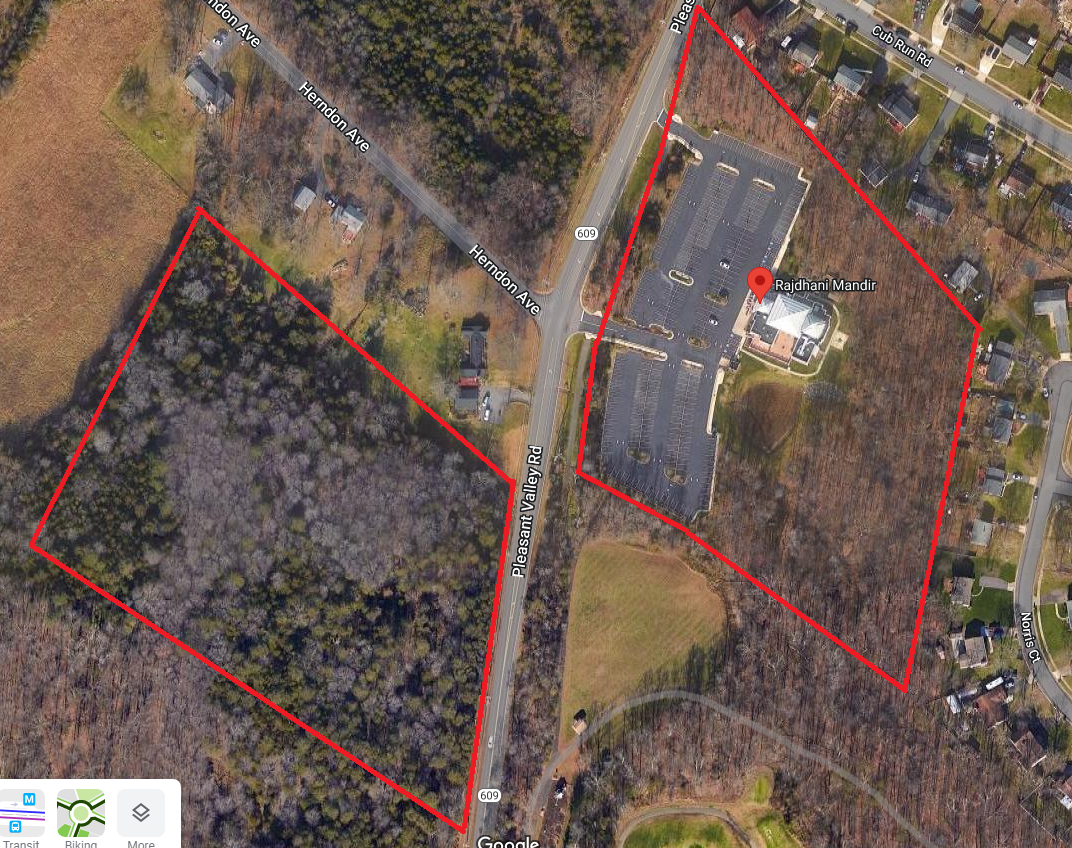 ndon Ave
Pleas
Cub Run Rd
Herndon Ave
609
Herndon Ave
Rajdhani Mandir
Pleasant Valley Rd
Norris Ct
609
Google
M
Transit
Biking
More